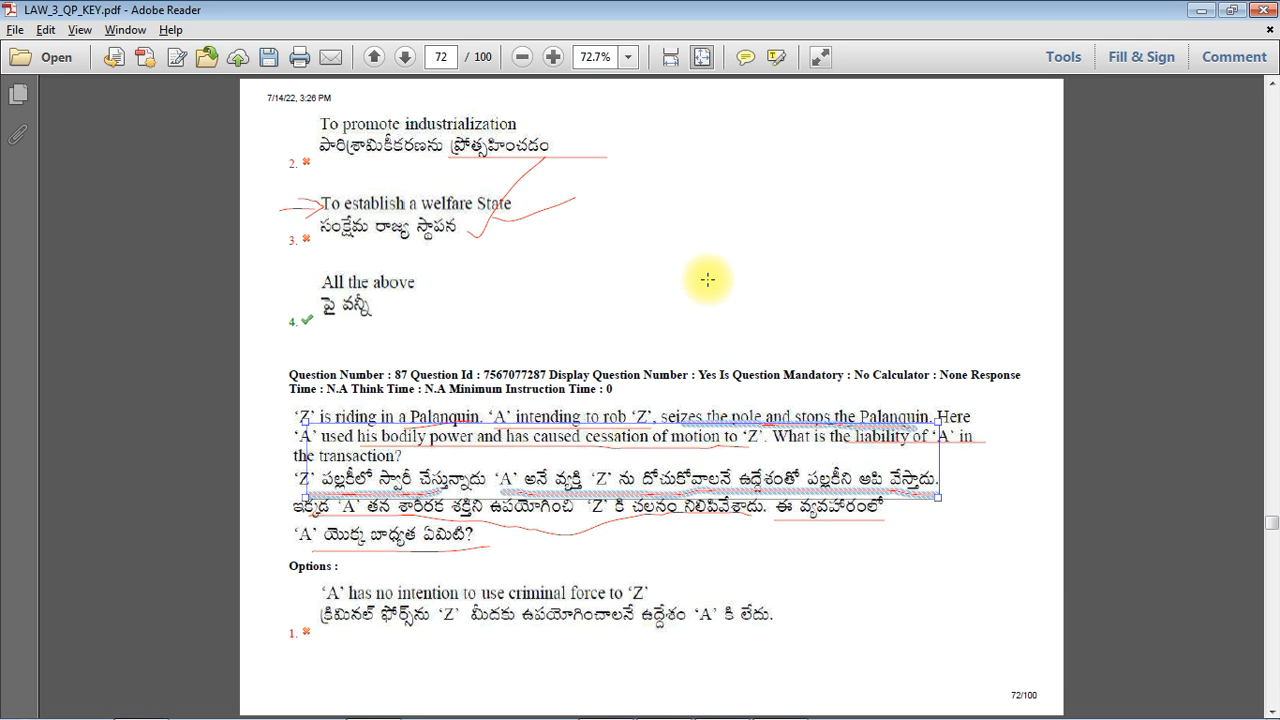 LAW_3_QP_KEY.pdf - Adobe Reader
File Edit View Window Help
Open 72 / 100 72.7% Tools Fill & Sign Comment
7/14/22, 3:26 PM
To promote industrialization
పారిశ్రామికీకరణను ప్రోత్సహించడం
2.
To establish a welfare State
సంక్షేమ రాజ్య స్థాపన
3.
All the above
పై వన్నీ
4.
Question Number : 87 Question Id : 7567077287 Display Question Number : Yes Is Question Mandatory : No Calculator : None Response
Time : N.A Think Time : N.A Minimum Instruction Time : 0
‘Z’ is riding in a Palanquin. ‘A’ intending to rob ‘Z’, seizes the pole and stops the Palanquin. Here
‘A’ used his bodily power and has caused cessation of motion to ‘Z’. What is the liability of ‘A’ in
the transaction?
‘Z’ పల్లకీలో స్వారీ చేస్తున్నాడు ‘A’ అనే వ్యక్తి ‘Z’ ను దోచుకోవాలనే ఉద్దేశంతో పల్లకీని ఆపి వేస్తాడు.
ఇక్కడ ‘A’ తన శారీరక శక్తిని ఉపయోగించి ‘Z’ కి చలనం నిలిపివేశాడు. ఈ వ్యవహారంలో
‘A’ యొక్క బాధ్యత ఏమిటి?
Options :
‘A’ has no intention to use criminal force to ‘Z’
క్రిమినల్ ఫోర్స్‌ను ‘Z’ మీదకు ఉపయోగించాలనే ఉద్దేశం ‘A’ కి లేదు.
1.
72/100